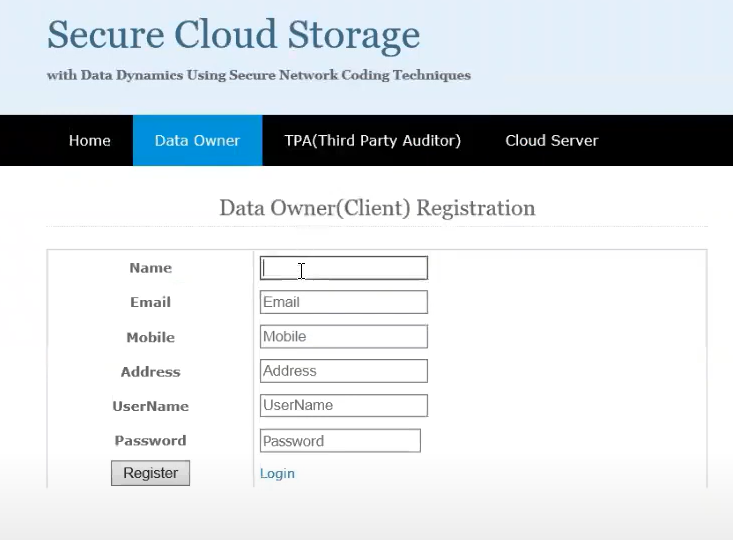 Secure Cloud Storage
with Data Dynamics Using Secure Network Coding Techniques
Home Data Owner TPA(Third Party Auditor) Cloud Server
Data Owner(Client) Registration
Name
Email Email
Mobile Mobile
Address Address
UserName UserName
Password Password
Register Login